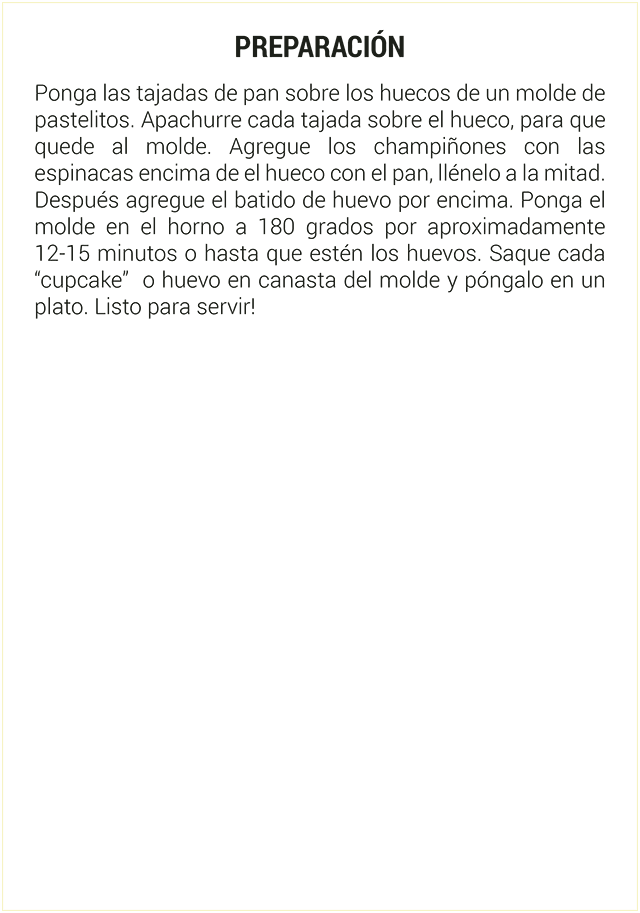 PREPARACIÓN
Ponga las tajadas de pan sobre los huecos de un molde de
pastelitos. Apachurre cada tajada sobre el hueco, para que
quede al molde. Agregue los champiñones con las
espinacas encima de el hueco con el pan, llénelo a la mitad.
Después agregue el batido de huevo por encima. Ponga el
molde en el horno a 180 grados por aproximadamente
12-15 minutos o hasta que estén los huevos. Saque cada
“cupcake”  o huevo en canasta del molde y póngalo en un
plato. Listo para servir!